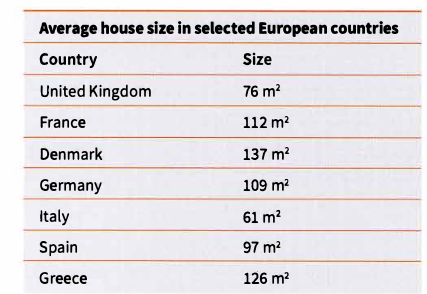 Average house size in selected European countries
Country Size
United Kingdom 76 m²
France 112 m²
Denmark 137 m²
Germany 109 m²
Italy 61 m²
Spain 97 m²
Greece 126 m²